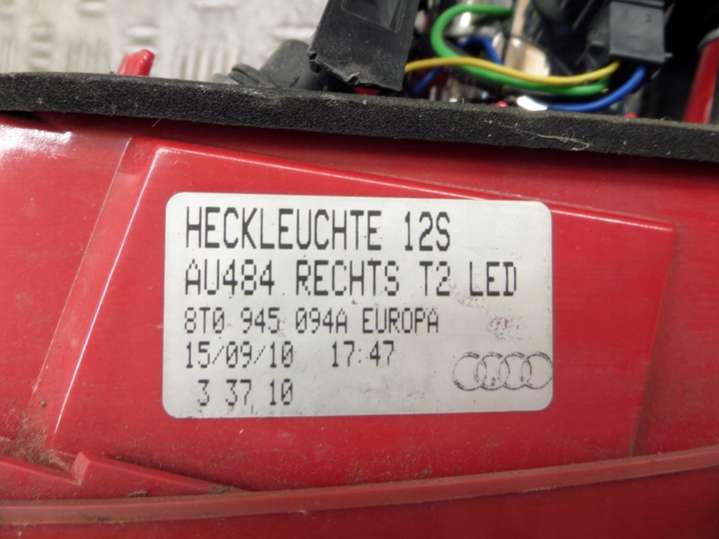 HECKLEUCHTE 12S
AU484 RECHTS T2 LED
8T0 945 094A EUROPA
15/09/10 17:47
3 37 10